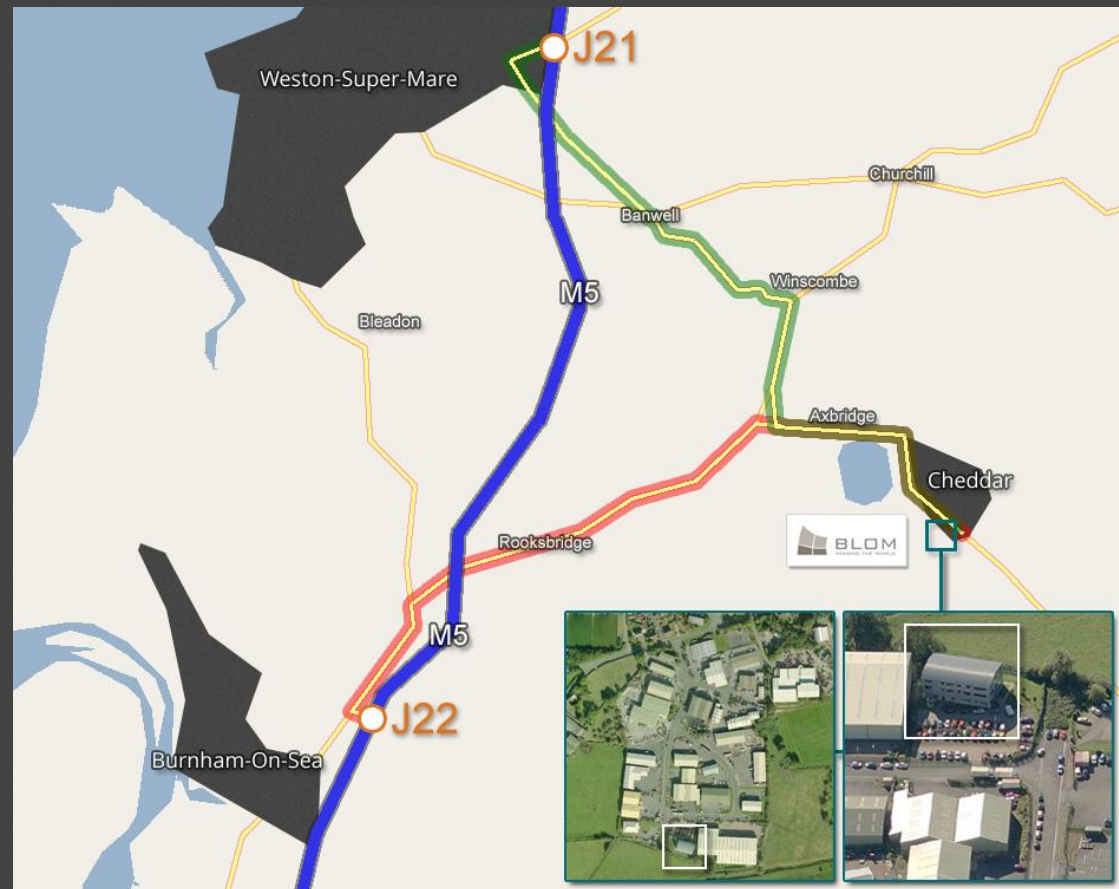 J21
Weston-Super-Mare
Churchill
Banwell
Winscombe
M5
Bleadon
Axbridge
Cheddar
BLOM
Rooksbridge
M5
J22
Burnham-On-Sea